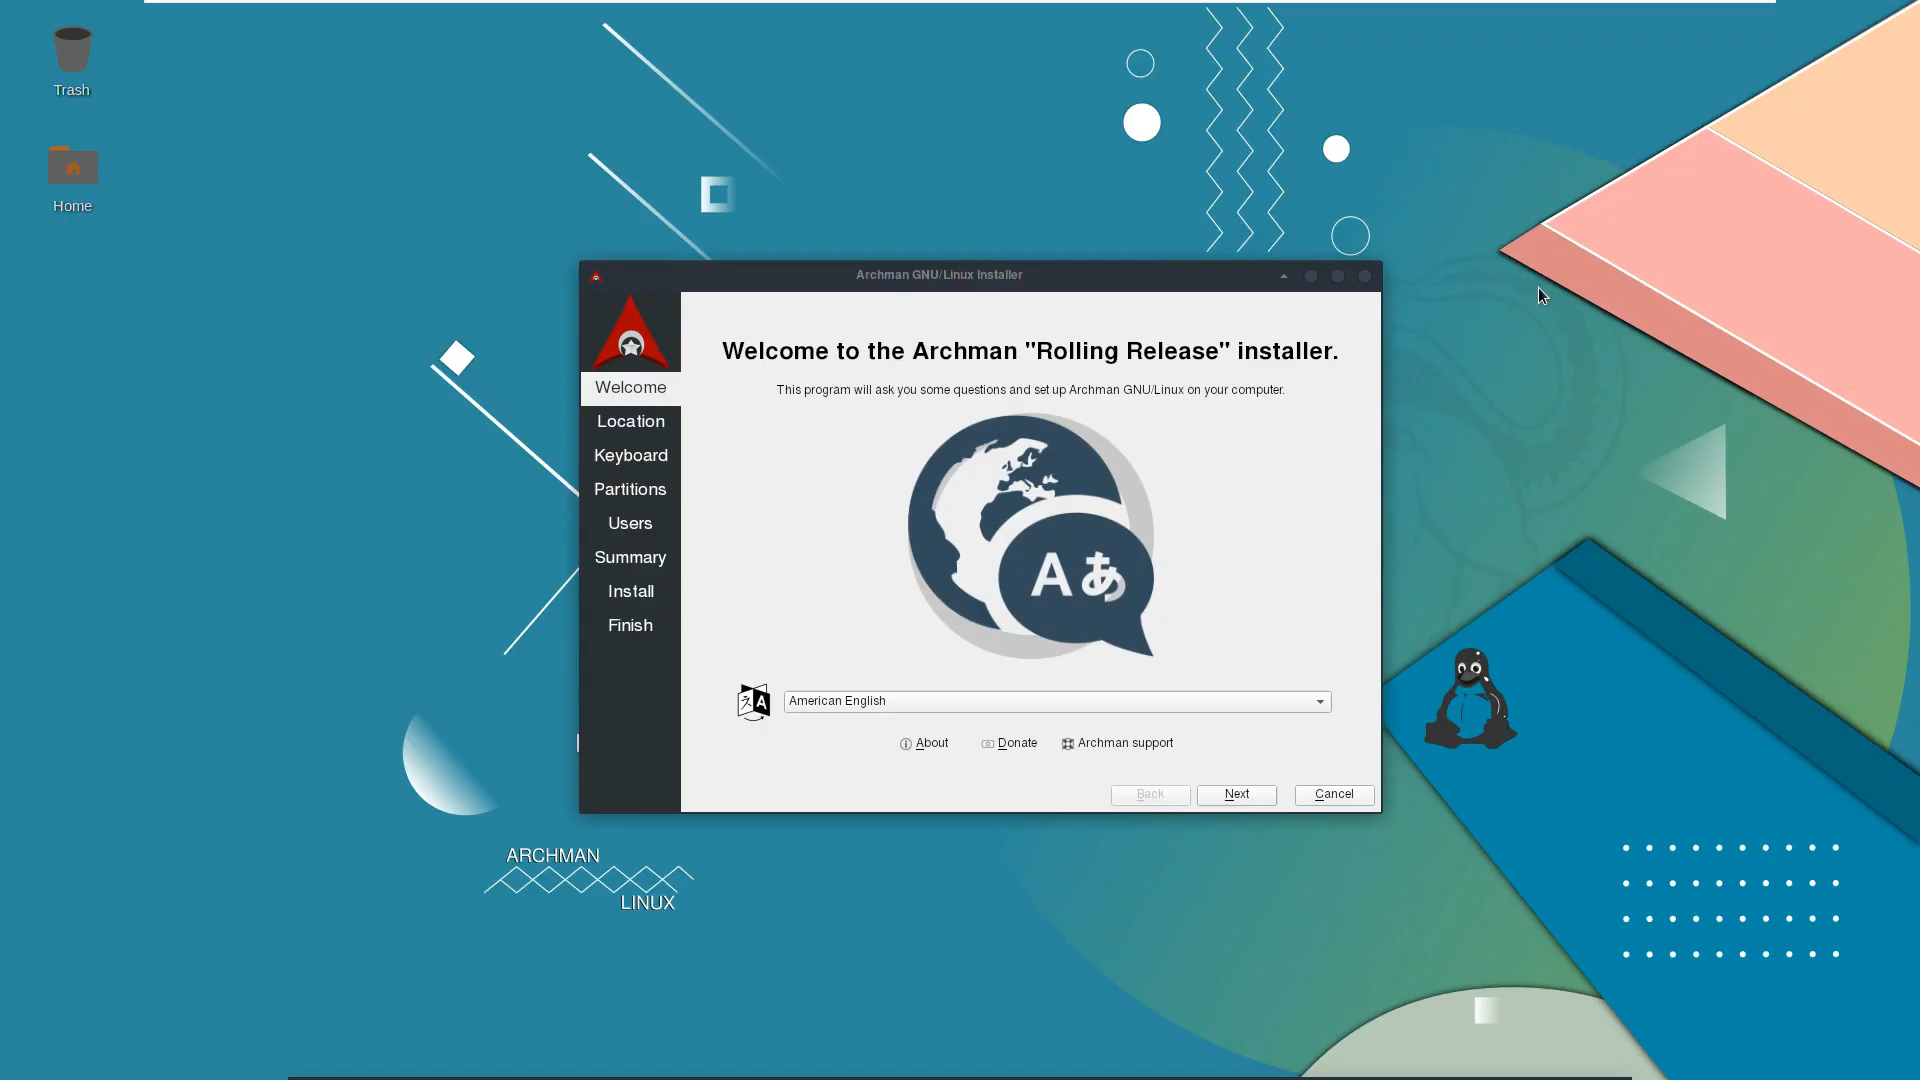 Trash
Home
Archman GNU/Linux Installer
Welcome
Location
Keyboard
Partitions
Users
Summary
Install
Finish
Welcome to the Archman "Rolling Release" installer.
This program will ask you some questions and set up Archman GNU/Linux on your computer.
A あ
American English
About
Donate
Archman support
Back
Next
Cancel
ARCHMAN
LINUX